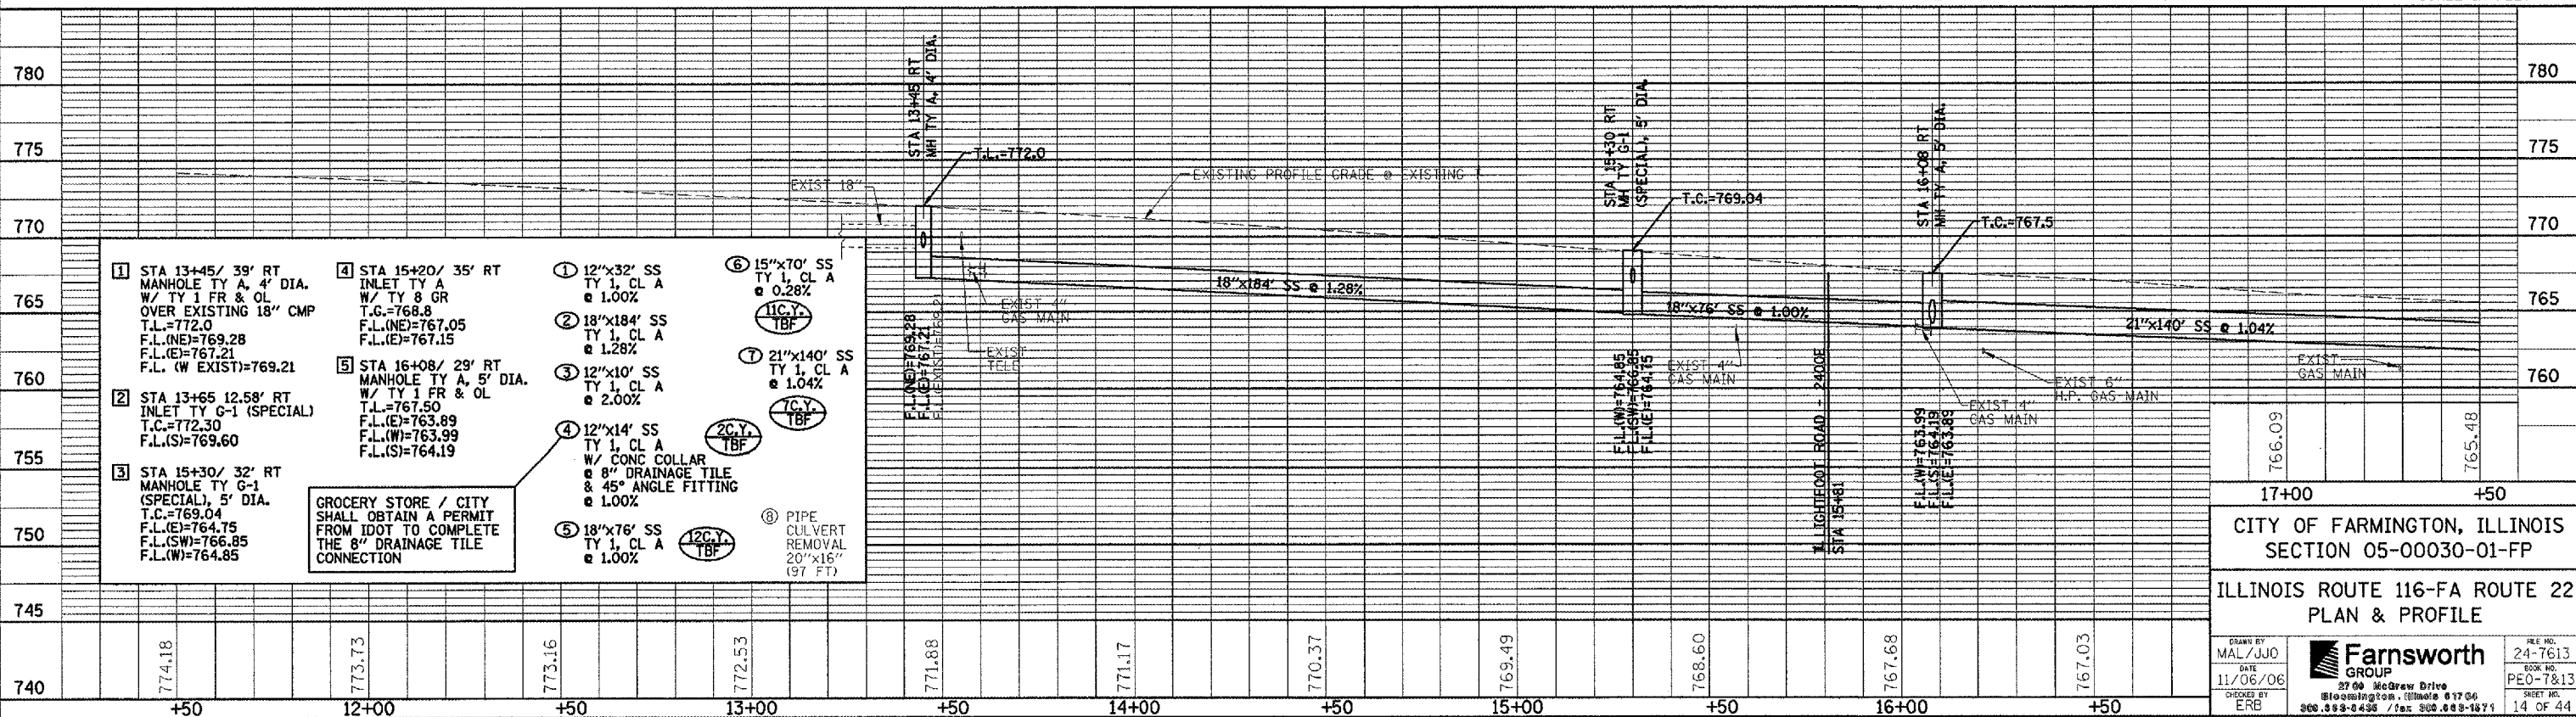 780
775
770
765
760
755
750
745
740
780
775
770
765
760
STA 13+45 RT
MH TY A, 4' DIA.
T.L.=772.0
EXIST 18"
EXISTING PROFILE GRADE @ EXISTING
STA 15+30 RT
MH TY G-1
(SPECIAL), 5' DIA.
T.C.=769.04
STA 16+08 RT
MH TY A, 5' DIA.
T.C.=767.5
1 STA 13+45/ 39' RT
MANHOLE TY A, 4' DIA.
W/ TY 1 FR & OL
OVER EXISTING 18" CMP
T.L.=772.0
F.L.(NE)=769.28
F.L.(E)=767.21
F.L. (W EXIST)=769.21
2 STA 13+65 12.58' RT
INLET TY G-1 (SPECIAL)
T.C.=772.30
F.L.(S)=769.60
3 STA 15+30/ 32' RT
MANHOLE TY G-1
(SPECIAL), 5' DIA.
T.C.=769.04
F.L.(E)=764.75
F.L.(SW)=766.85
F.L.(W)=764.85
4 STA 15+20/ 35' RT
INLET TY A
W/ TY 8 GR
T.G.=768.8
F.L.(NE)=767.05
F.L.(E)=767.15
5 STA 16+08/ 29' RT
MANHOLE TY A, 5' DIA.
W/ TY 1 FR & OL
T.L.=767.50
F.L.(E)=763.89
F.L.(W)=763.99
F.L.(S)=764.19
GROCERY STORE / CITY
SHALL OBTAIN A PERMIT
FROM IDOT TO COMPLETE
THE 8" DRAINAGE TILE
CONNECTION
1 12"x32' SS
TY 1, CL A
@ 1.00%
2 18"x184' SS
TY 1, CL A
@ 1.28%
3 12"x10' SS
TY 1, CL A
@ 2.00%
4 12"x14' SS
TY 1, CL A
W/ CONC COLLAR
@ 8" DRAINAGE TILE
& 45° ANGLE FITTING
@ 1.00%
2C.Y.
TBF
5 18"x76' SS
TY 1, CL A
@ 1.00%
12C.Y.
TBF
6 15"x70' SS
TY 1, CL A
@ 0.28%
11C.Y.
TBF
7 21"x140' SS
TY 1, CL A
@ 1.04%
7C.Y.
TBF
8 PIPE
CULVERT
REMOVAL
20"x16"
(97 FT)
F.L.(NE)=769.28
F.L.(E)=767.21
F.L.(EXIST)=769.21
EXIST 4"
GAS MAIN
EXIST
TELE
18"x184' SS @ 1.28%
F.L.(W)=764.85
F.L.(SW)=766.85
F.L.(E)=764.75
18"x76' SS @ 1.00%
EXIST 4"
GAS MAIN
LIGHTFOOT ROAD - 2400E
STA 15+81
F.L.(W)=763.99
F.L.(S)=764.19
F.L.(E)=763.89
EXIST 4"
GAS MAIN
EXIST 6"
H.P. GAS MAIN
21"x140' SS @ 1.04%
EXIST
GAS MAIN
766.09
765.48
17+00
+50
774.18
773.73
773.16
772.53
771.88
771.17
770.37
769.49
768.60
767.68
767.03
+50
12+00
+50
13+00
+50
14+00
+50
15+00
+50
16+00
+50
CITY OF FARMINGTON, ILLINOIS
SECTION 05-00030-01-FP
ILLINOIS ROUTE 116-FA ROUTE 22
PLAN & PROFILE
DRAWN BY
MAL/JJO
DATE
11/06/06
CHECKED BY
ERB
Farnsworth
GROUP
2709 McGraw Drive
Bloomington, Illinois 61704
FILE NO.
24-7613
BOOK NO.
PEO-7&13
SHEET NO.
14 OF 44